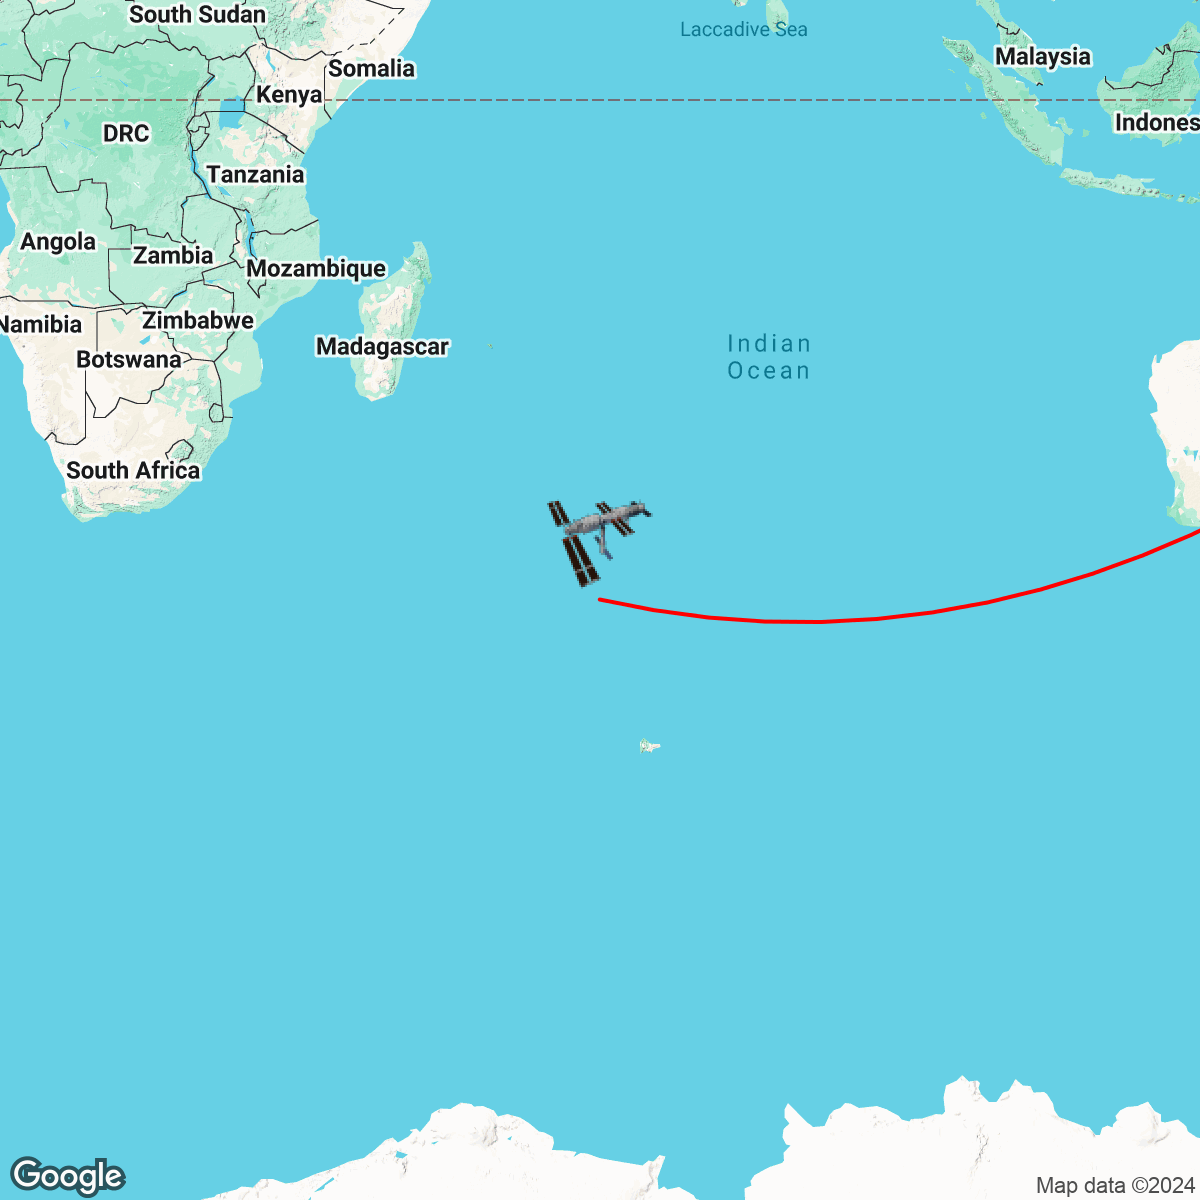 South Sudan
Laccadive Sea
Somalia
Malaysia
Kenya
DRC
Indones
Tanzania
Angola
Zambia
Mozambique
Namibia
Zimbabwe
Botswana
Madagascar
Indian
Ocean
South Africa
Google
Map data ©2024